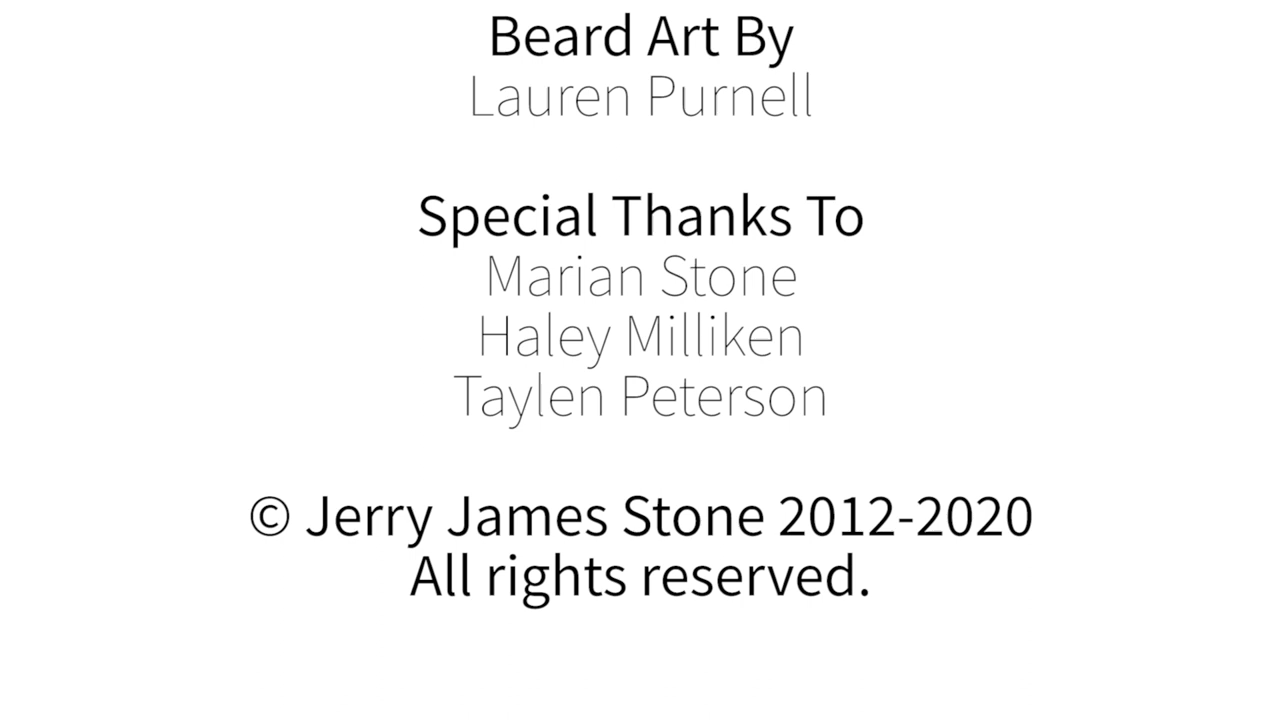 Beard Art By
Lauren Purnell
Special Thanks To
Marian Stone
Haley Milliken
Taylen Peterson
© Jerry James Stone 2012-2020
All rights reserved.